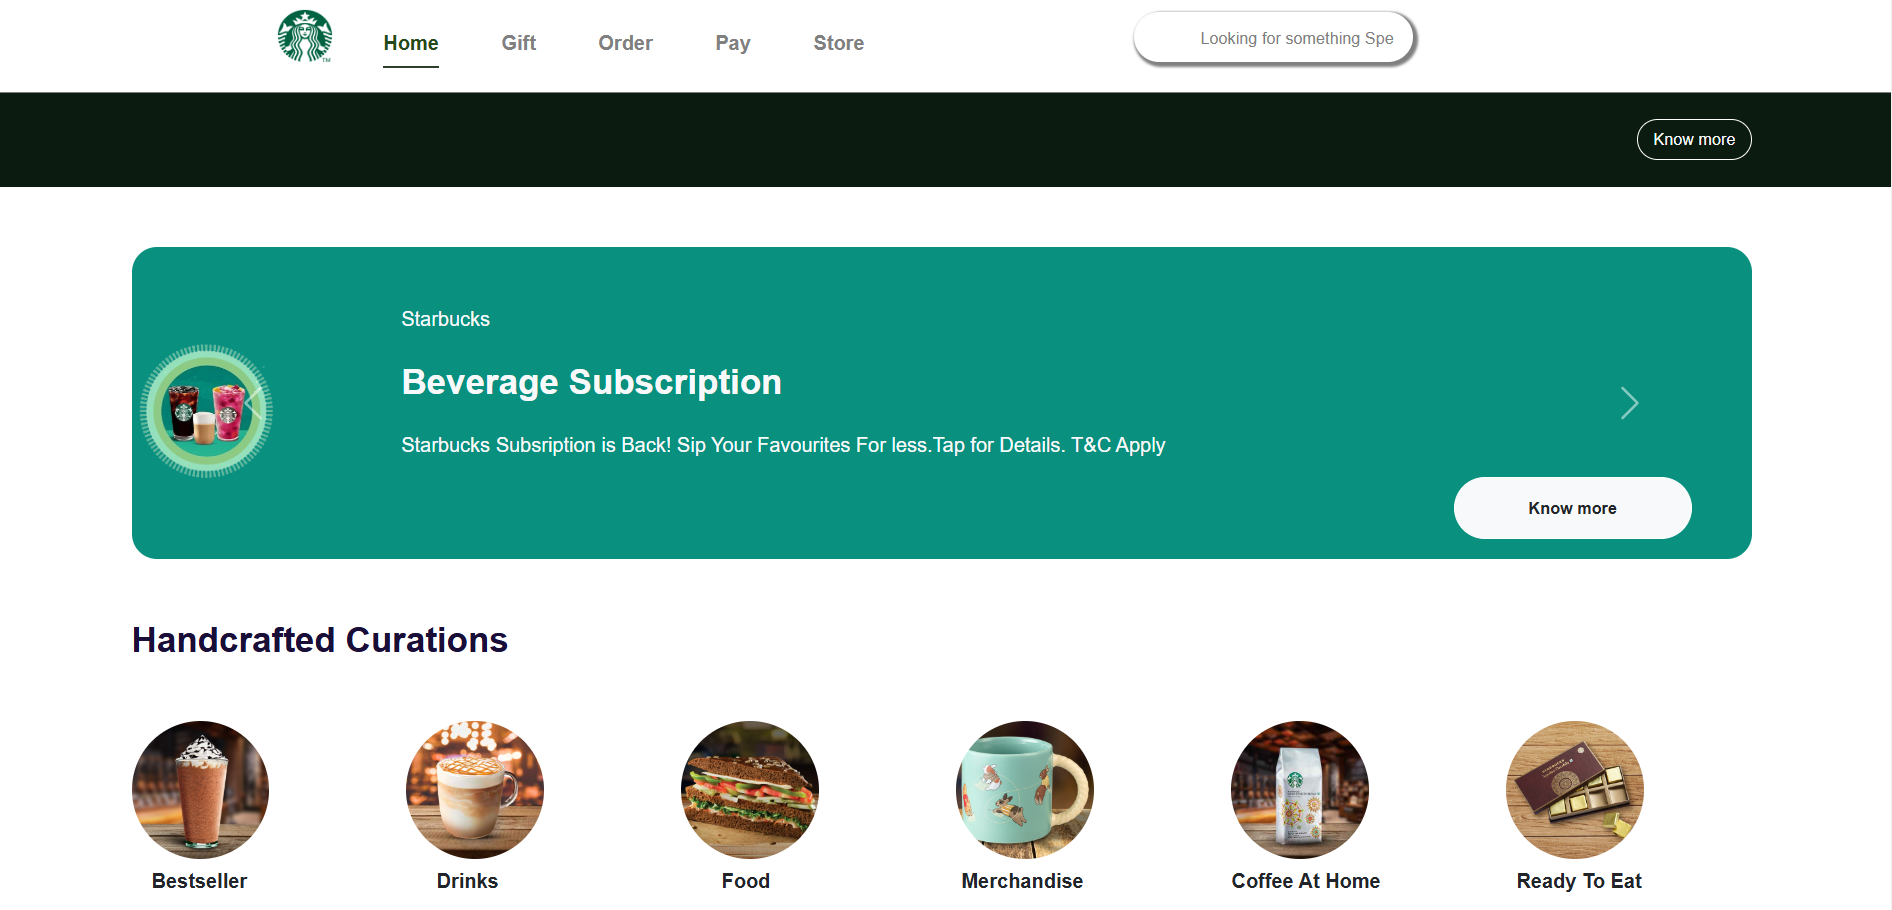 Home
Gift
Order
Pay
Store
Looking for something Spe
Know more
Starbucks
Beverage Subscription
Starbucks Subsription is Back! Sip Your Favourites For less.Tap for Details. T&C Apply
Know more
Handcrafted Curations
Bestseller
Drinks
Food
Merchandise
Coffee At Home
Ready To Eat